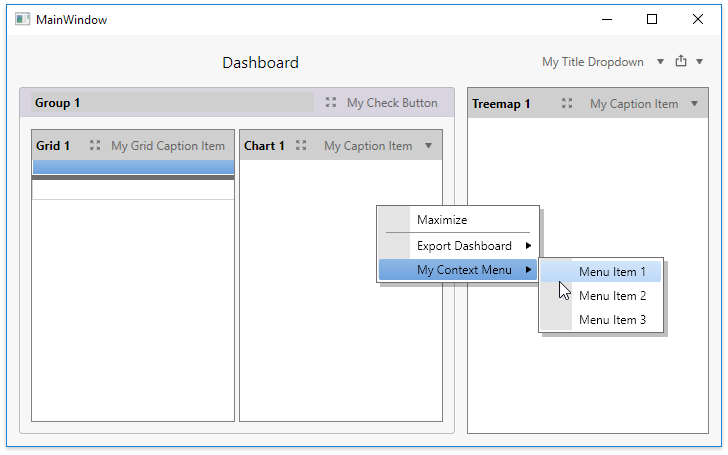 MainWindow
Dashboard
My Title Dropdown
Group 1
My Check Button
Treemap 1
My Caption Item
Grid 1
My Grid Caption Item
Chart 1
My Caption Item
Maximize
Export Dashboard
My Context Menu
Menu Item 1
Menu Item 2
Menu Item 3